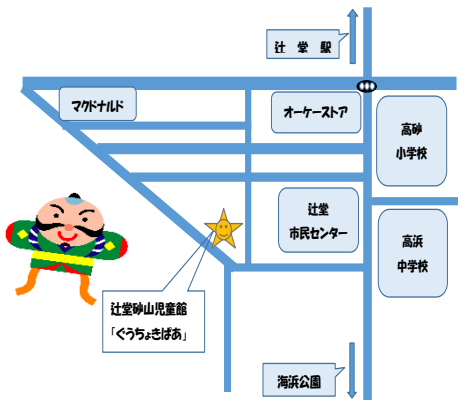 辻堂駅
マクドナルド
オーケーストア
高砂
小学校
辻堂
市民センター
高浜
中学校
辻堂砂山児童館
「ぐうちょきぱあ」
海浜公園